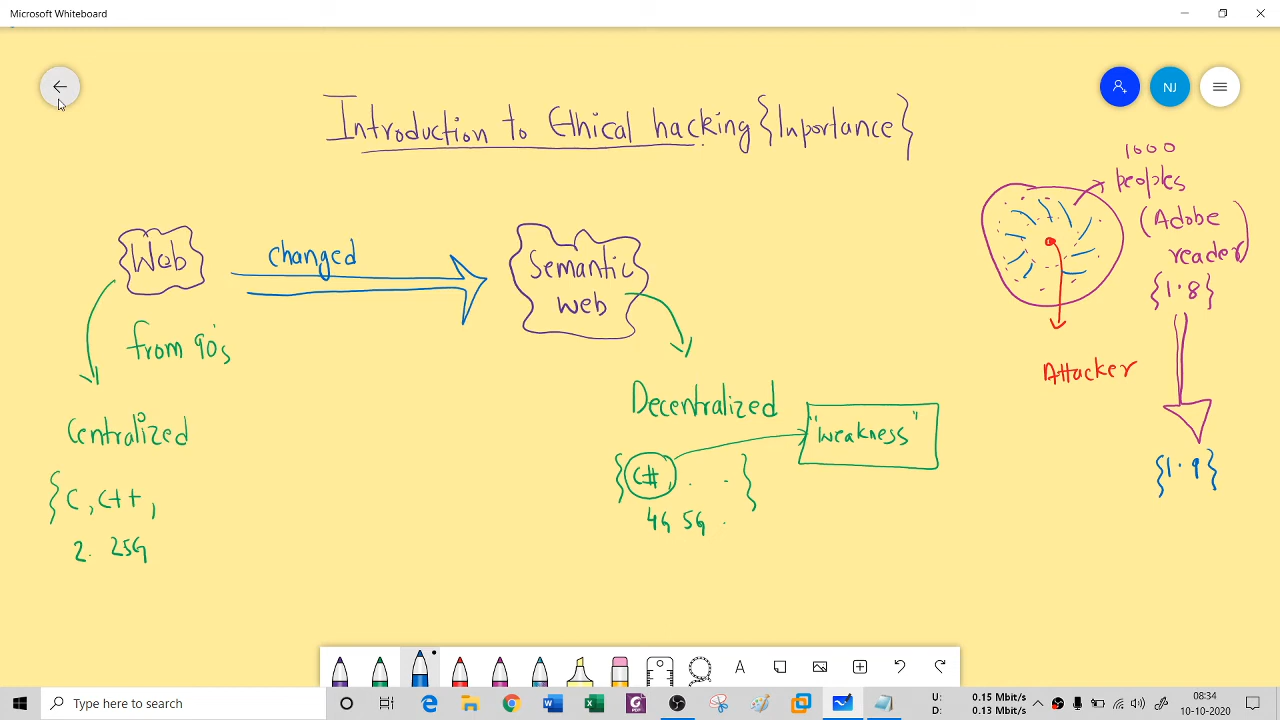 Microsoft Whiteboard
NJ
Introduction to Ethical hacking {Inportance}
1000
peoples
(Adobe
reader)
{1.8}
Web
changed
Semantic
web
from 90's
Attacker
Centralized
Decentralized
"Weakness"
{1.9}
{C, C++,
{C#, . . }
2. 25G
4G 5G .
A
Type here to search
U: 0.15 Mbit/s
D: 0.13 Mbit/s
08:34
10-10-2020